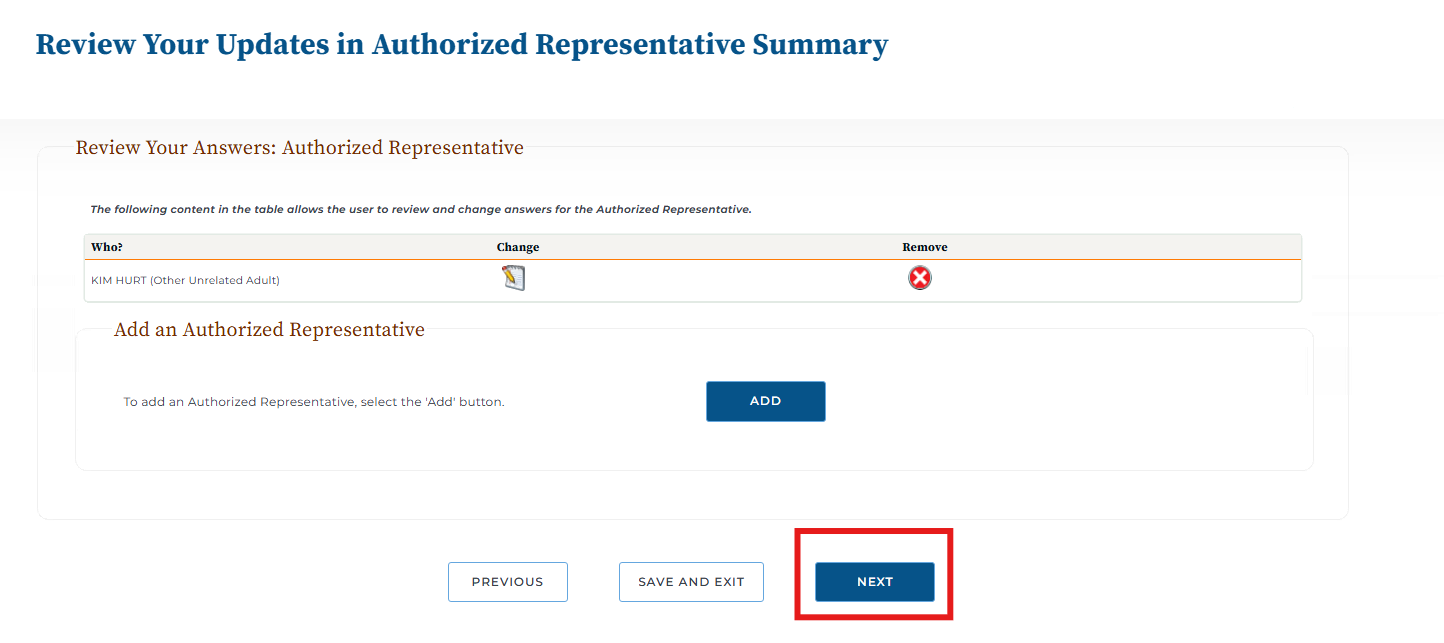 Review Your Updates in Authorized Representative Summary
Review Your Answers: Authorized Representative
The following content in the table allows the user to review and change answers for the Authorized Representative.
Who? Change Remove
KIM HURT (Other Unrelated Adult)
Add an Authorized Representative
To add an Authorized Representative, select the 'Add' button. ADD
PREVIOUS SAVE AND EXIT NEXT